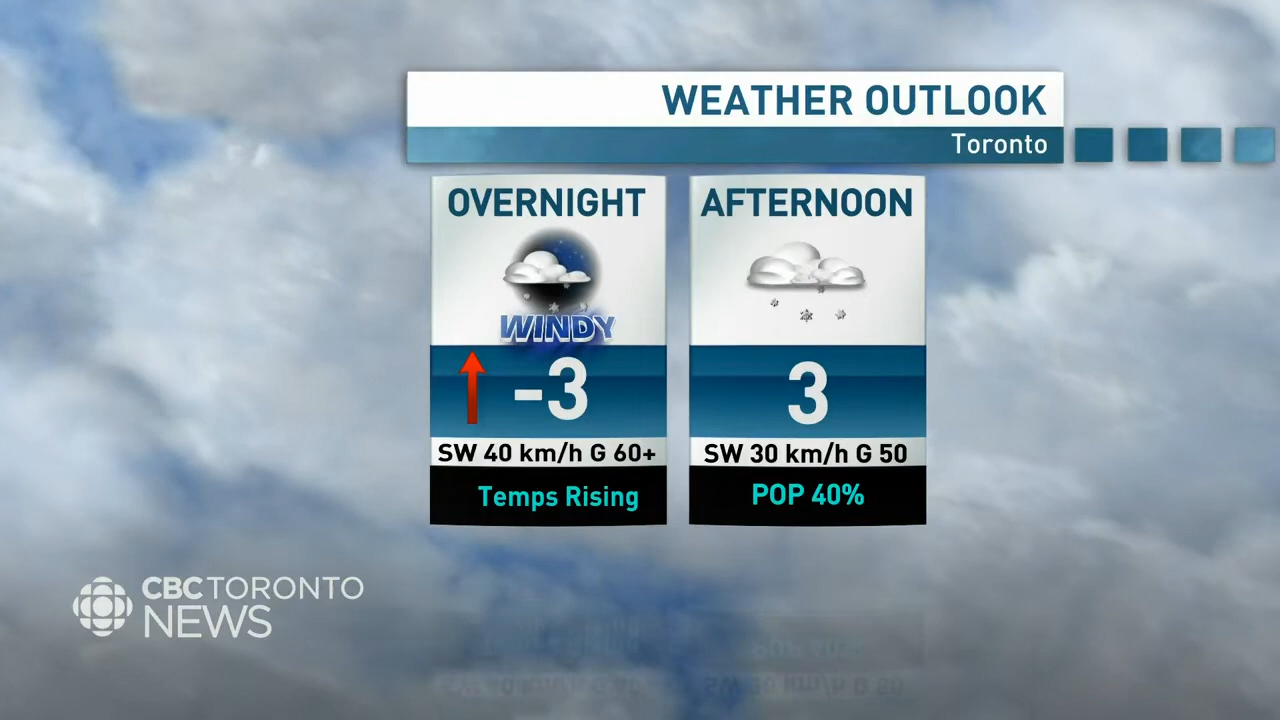 WEATHER OUTLOOK
Toronto
OVERNIGHT
WINDY
-3
SW 40 km/h G 60+
Temps Rising
AFTERNOON
3
SW 30 km/h G 50
POP 40%
CBC TORONTO
NEWS